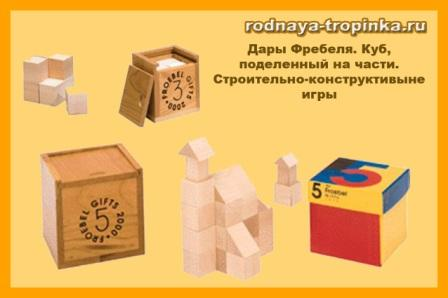 rodnaya-tropinka.ru
Дары Фребеля. Куб,
поделенный на части.
Строительно-конструктивыне
игры
FROEBEL GIFTS 2000
3
FROEBEL GIFTS 2000
5
5
Froebel